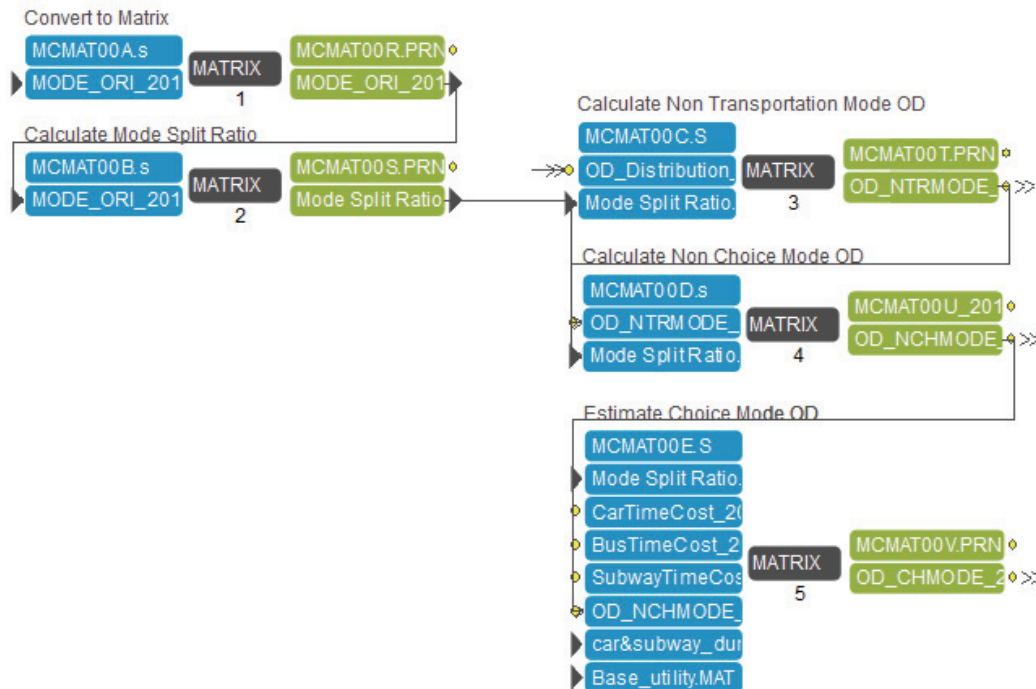 Convert to Matrix
MCMAT00A.s
MODE_ORI_201
MATRIX
1
MCMAT00R.PRN
MODE_ORI_201
Calculate Mode Split Ratio
MCMAT00B.s
MODE_ORI_201
MATRIX
2
MCMAT00S.PRN
Mode Split Ratio
Calculate Non Transportation Mode OD
MCMAT00C.S
OD_Distribution_
Mode Split Ratio.
MATRIX
3
MCMAT00T.PRN
OD_NTRMODE_
Calculate Non Choice Mode OD
MCMAT00D.s
OD_NTRMODE_
Mode Split Ratio.
MATRIX
4
MCMAT00U_201
OD_NCHMODE_
Estimate Choice Mode OD
MCMAT00E.S
Mode Split Ratio.
CarTimeCost_20
BusTimeCost_2
SubwayTimeCos
OD_NCHMODE_
car&subway_dur
Base_utility.MAT
MATRIX
5
MCMAT00V.PRN
OD_CHMODE_2